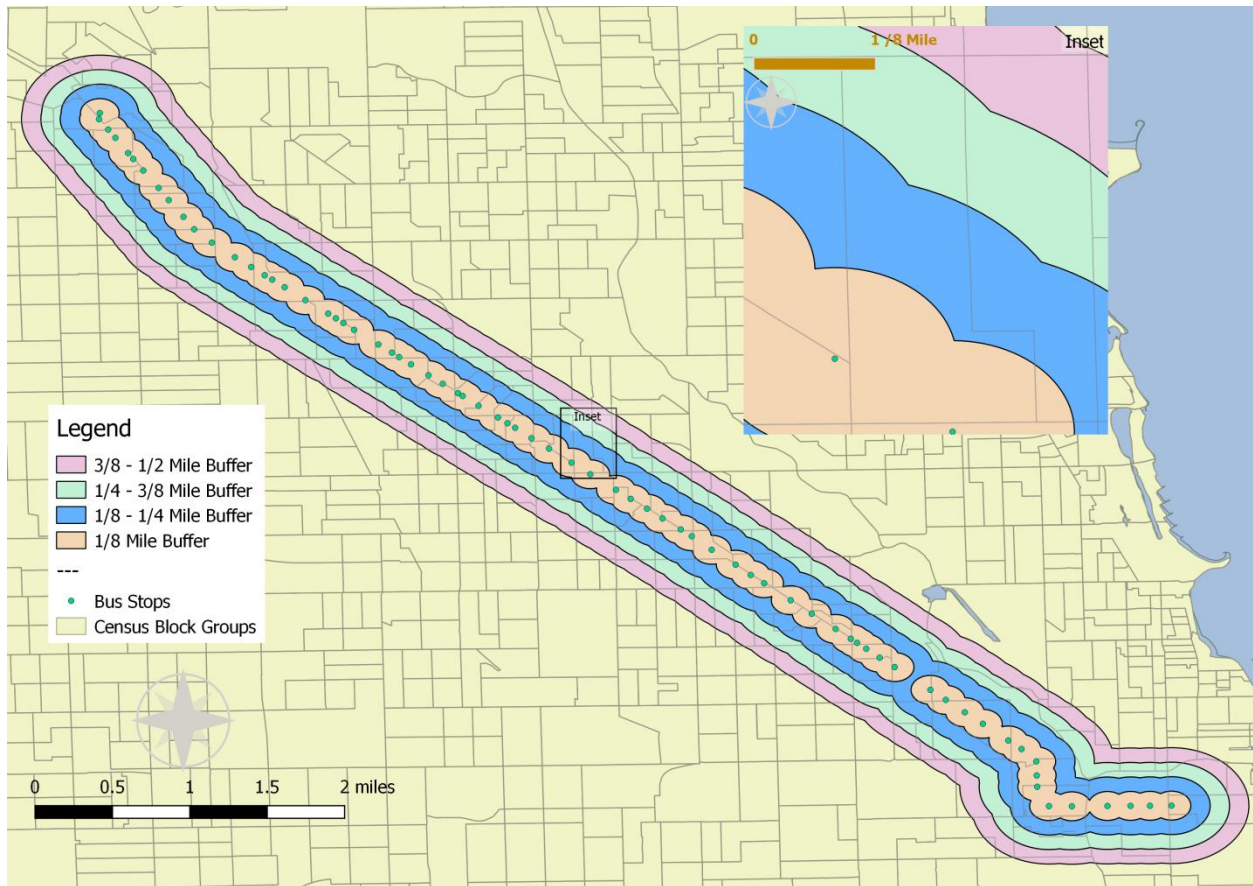 0 1 /8 Mile Inset
Inset
Legend
3/8 - 1/2 Mile Buffer
1/4 - 3/8 Mile Buffer
1/8 - 1/4 Mile Buffer
1/8 Mile Buffer
---
Bus Stops
Census Block Groups
0 0.5 1 1.5 2 miles